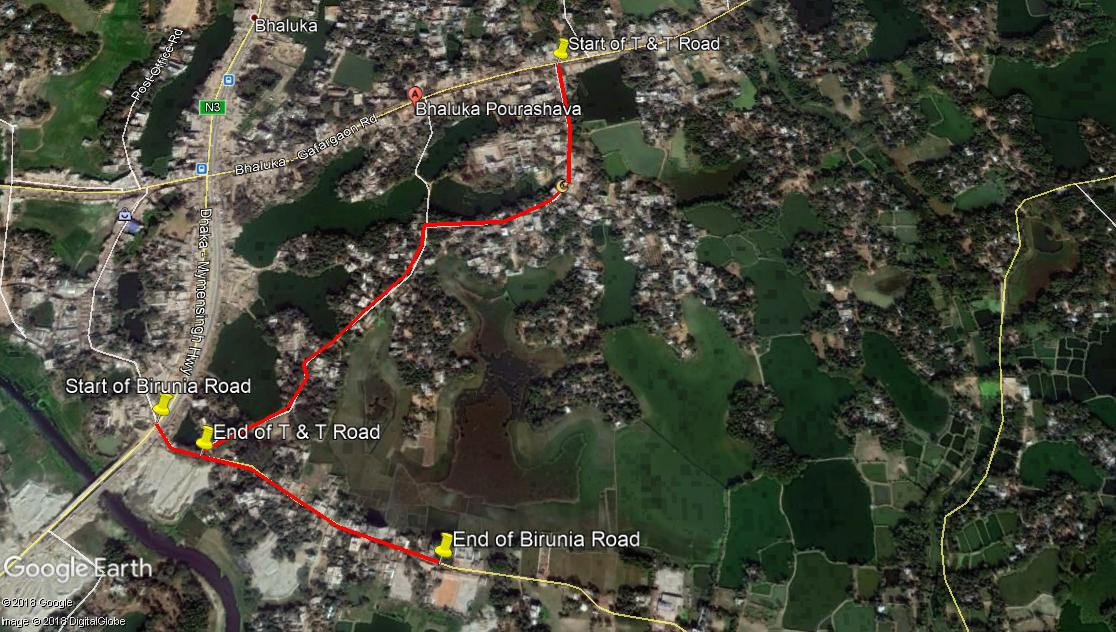 Bhaluka
Start of T & T Road
Post Office Rd
N3
A
Bhaluka Pourashava
Bhaluka - Gafargaon Rd
Dhaka - Mymensingh Hwy
Start of Birunia Road
End of T & T Road
End of Birunia Road
Google Earth
© 2018 Google
Image © 2018 DigitalGlobe